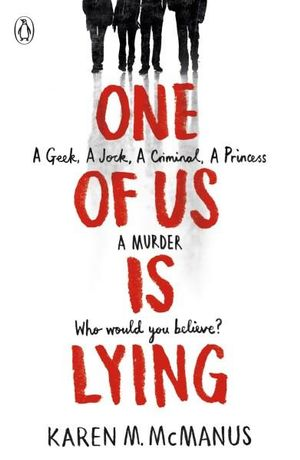 ONE
A Geek, A Jock, A Criminal, A Princess
OF US
A MURDER
IS
Who would you believe?
LYING
KAREN M. McMANUS